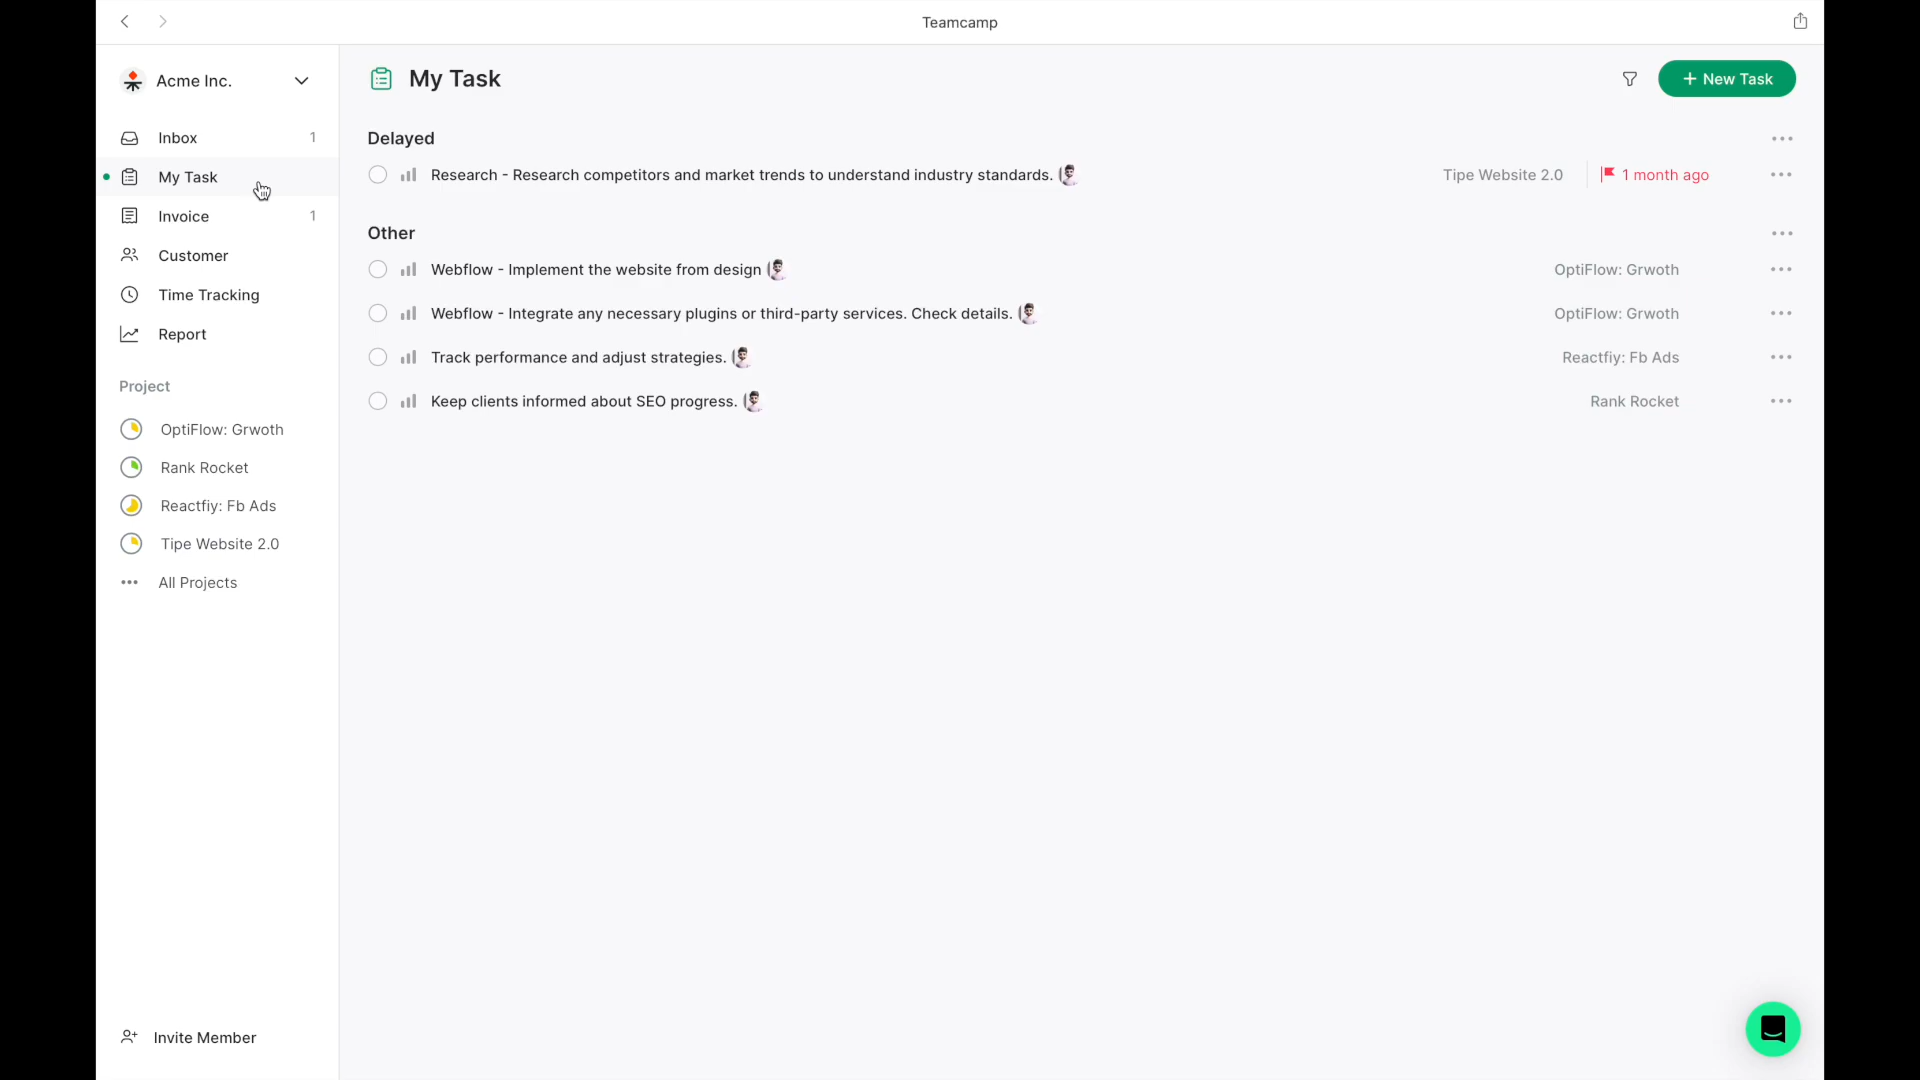 Teamcamp
Acme Inc.
My Task
+ New Task
Inbox 1
My Task
Invoice 1
Customer
Time Tracking
Report
Project
OptiFlow: Grwoth
Rank Rocket
Reactfiy: Fb Ads
Tipe Website 2.0
All Projects
Invite Member
Delayed
Research - Research competitors and market trends to understand industry standards. Tipe Website 2.0 1 month ago
Other
Webflow - Implement the website from design OptiFlow: Grwoth
Webflow - Integrate any necessary plugins or third-party services. Check details. OptiFlow: Grwoth
Track performance and adjust strategies. Reactfiy: Fb Ads
Keep clients informed about SEO progress. Rank Rocket